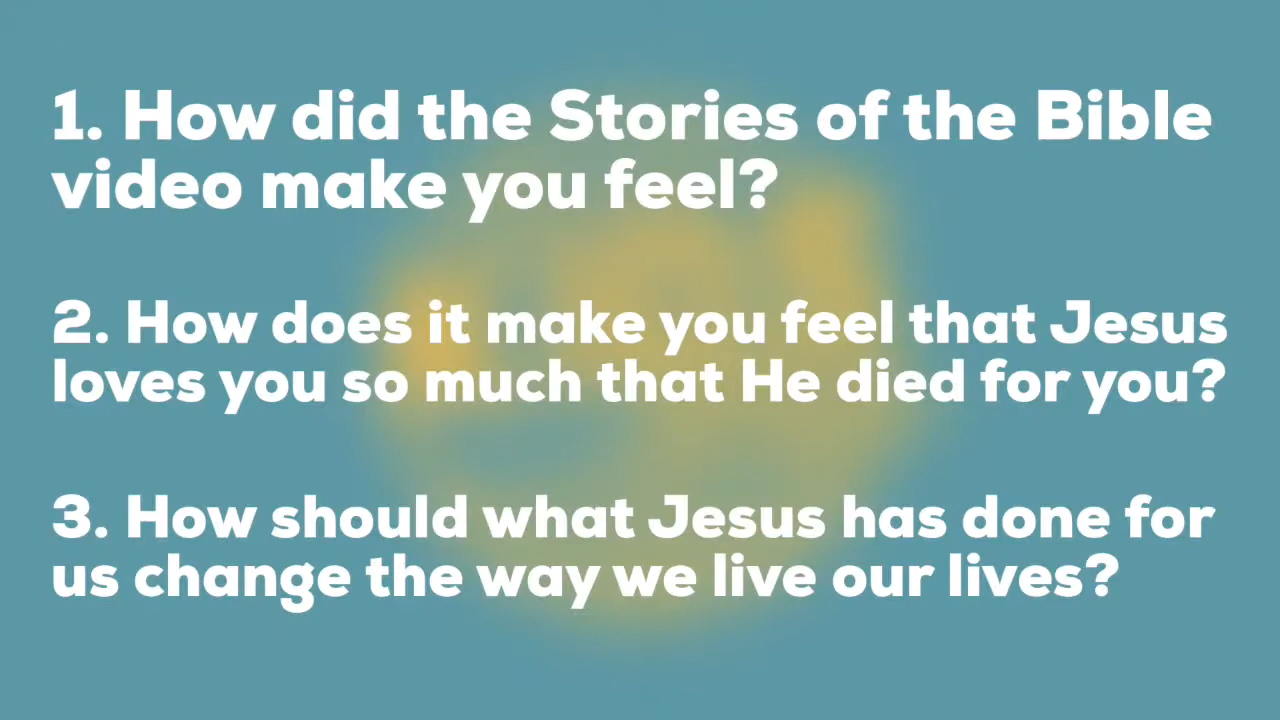 1. How did the Stories of the Bible
video make you feel?
2. How does it make you feel that Jesus
loves you so much that He died for you?
3. How should what Jesus has done for
us change the way we live our lives?